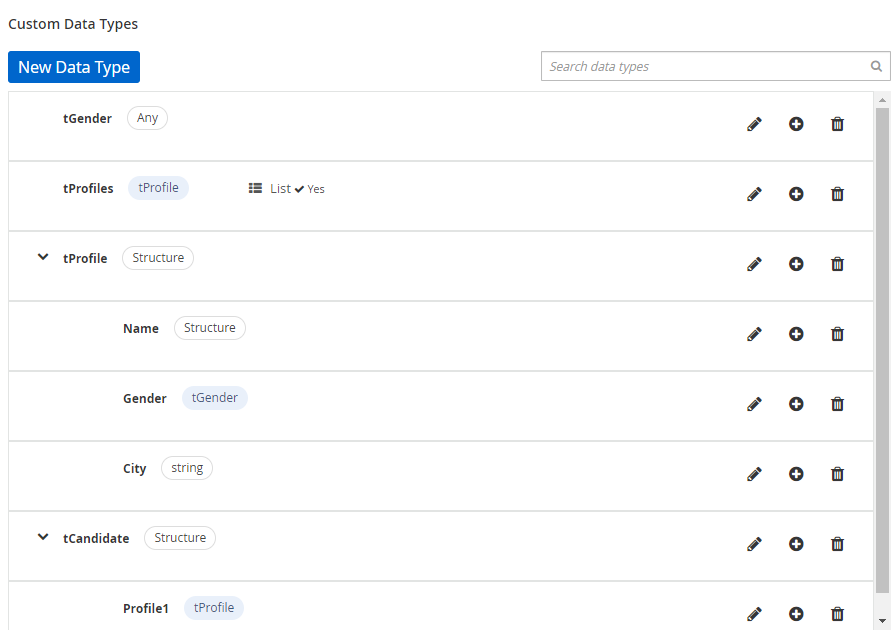 Custom Data Types
New Data Type
Search data types
tGender Any
tProfiles tProfile List Yes
tProfile Structure
Name Structure
Gender tGender
City string
tCandidate Structure
Profile1 tProfile